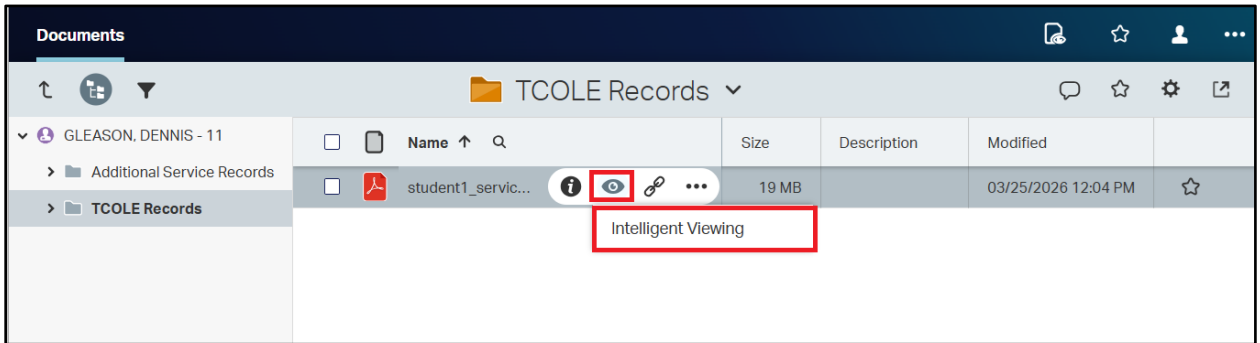 Documents
TCOLE Records
GLEASON, DENNIS - 11
Additional Service Records
TCOLE Records
Name Size Description Modified
student1_servic... 19 MB 03/25/2026 12:04 PM
Intelligent Viewing